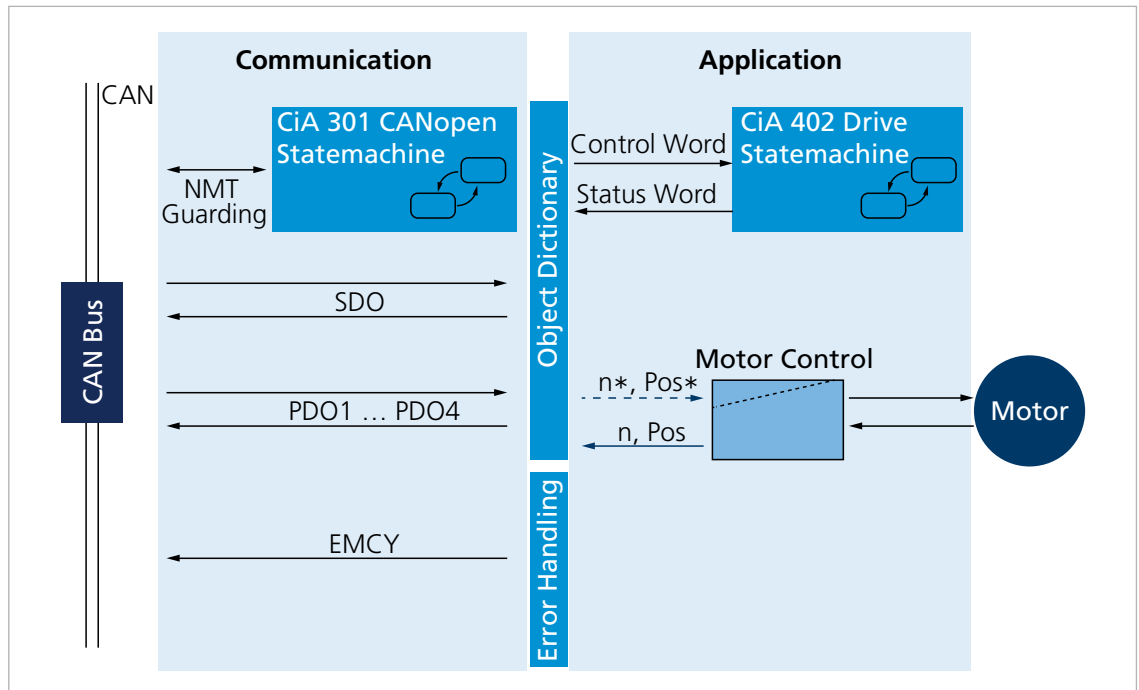 Communication
Application
CAN
CiA 301 CANopen
Statemachine
NMT
Guarding
SDO
PDO1 … PDO4
EMCY
CAN Bus
Object Dictionary
Error Handling
Control Word
Status Word
CiA 402 Drive
Statemachine
Motor Control
n*, Pos*
n, Pos
Motor